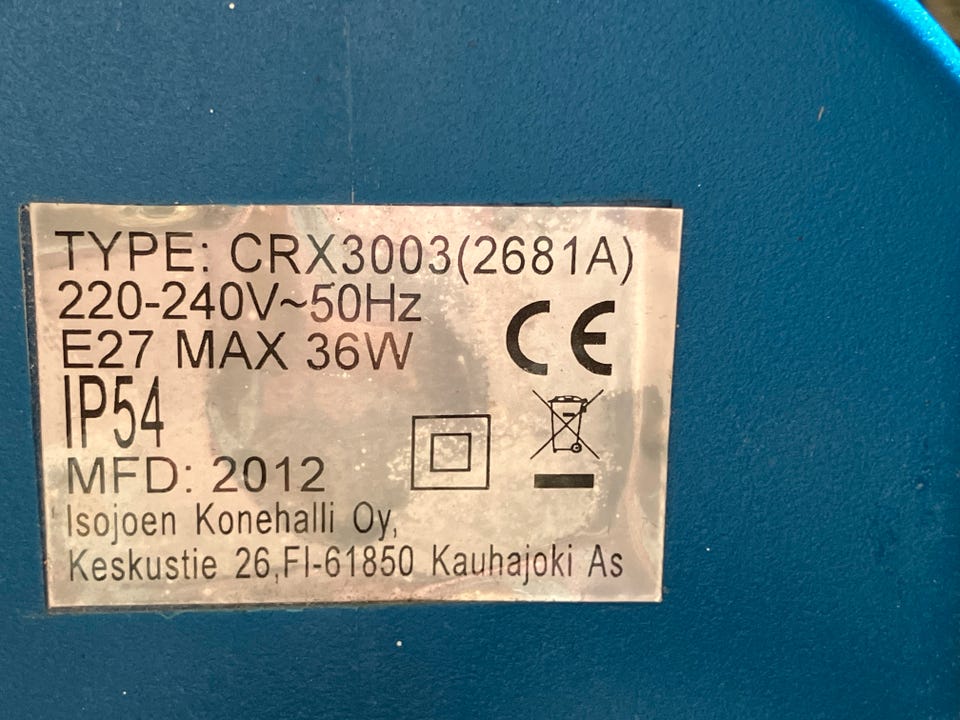 TYPE: CRX3003(2681A)
220-240V~50Hz
E27 MAX 36W
CE
IP54
MFD: 2012
Isojoen Konehalli Oy,
Keskustie 26,FI-61850 Kauhajoki As